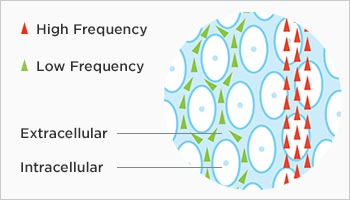 High Frequency
Low Frequency
Extracellular
Intracellular